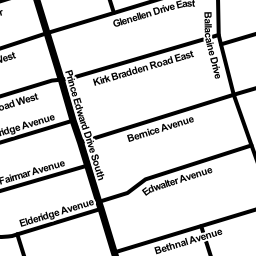 Glenellen Drive East
Ballacaine Drive
West
Kirk Bradden Road East
Prince Edward Drive South
oad West
ridge Avenue
Bernice Avenue
Fairmar Avenue
Edwalter Avenue
Elderidge Avenue
Bethnal Avenue